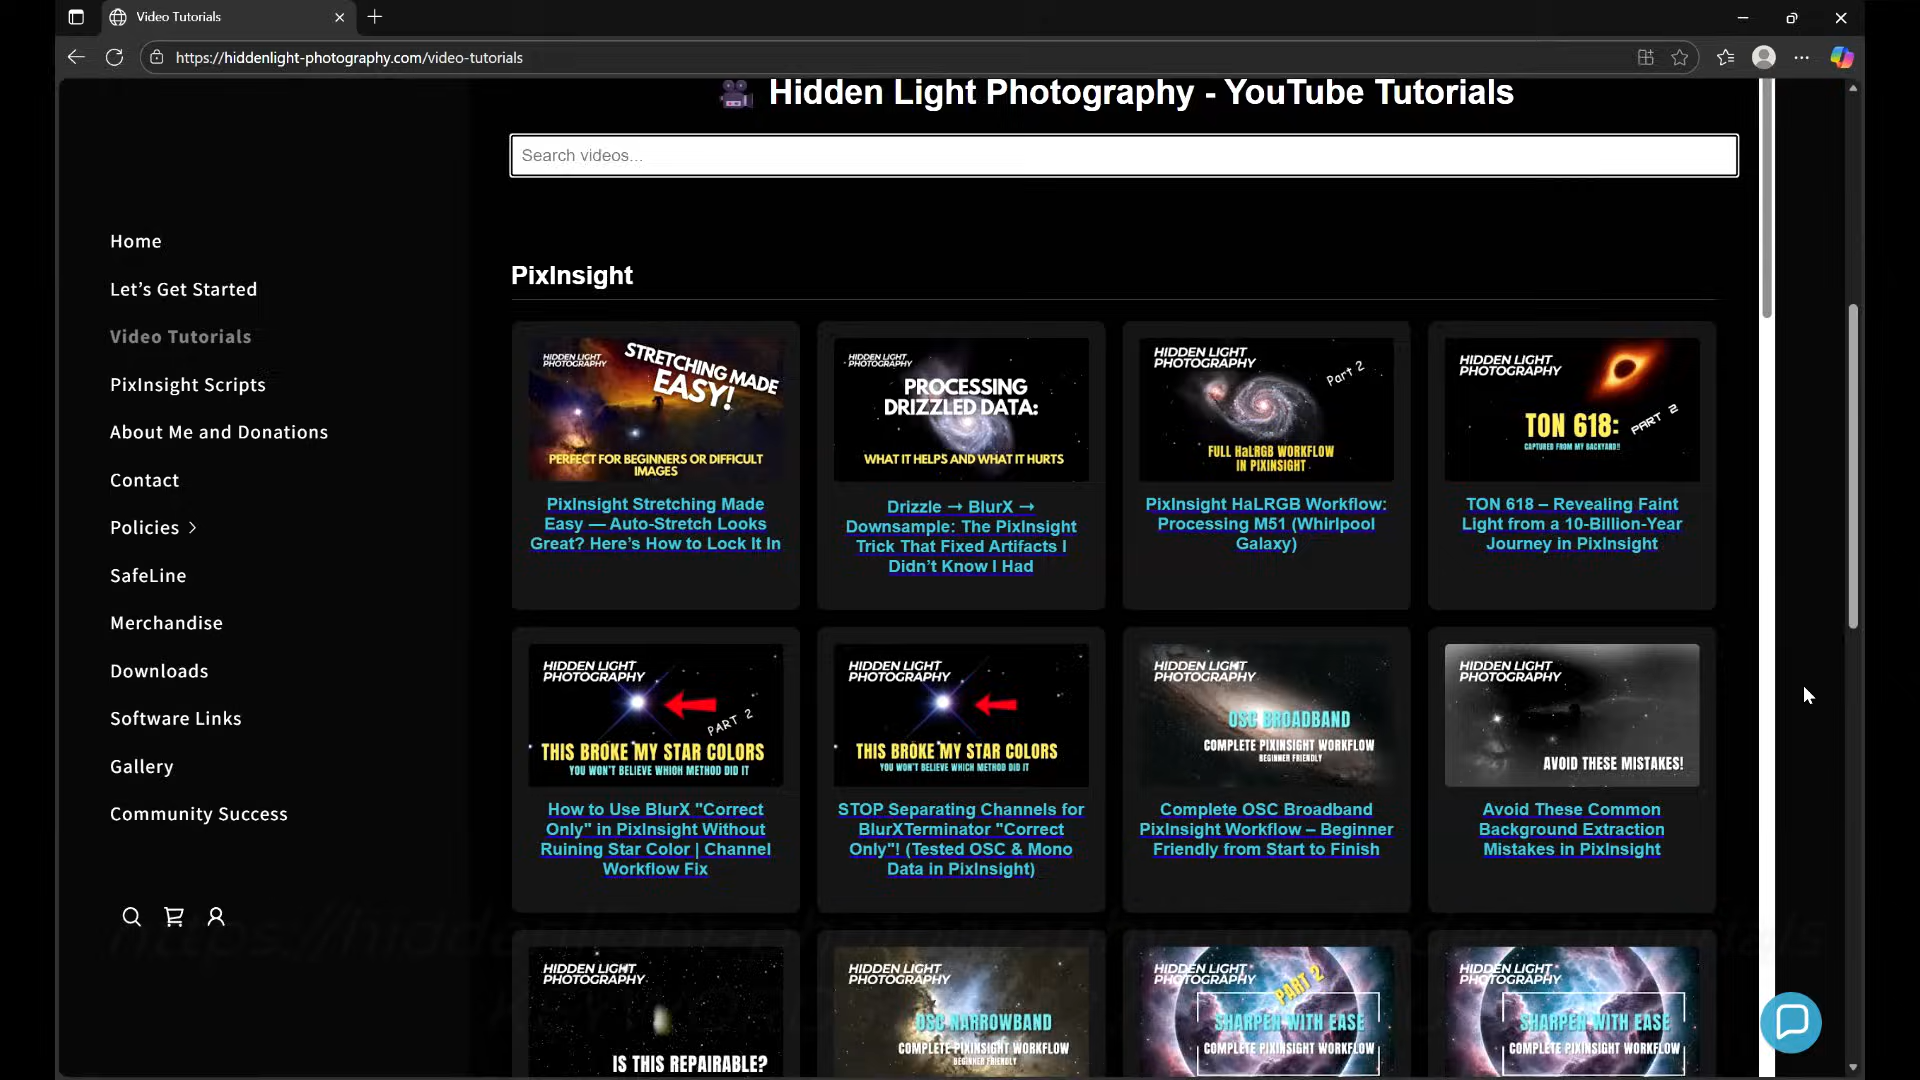 Video Tutorials
https://hiddenlight-photography.com/video-tutorials
Hidden Light Photography - YouTube Tutorials
Search videos...
Home
Let’s Get Started
Video Tutorials
PixInsight Scripts
About Me and Donations
Contact
Policies
SafeLine
Merchandise
Downloads
Software Links
Gallery
Community Success
PixInsight
HIDDEN LIGHT
PHOTOGRAPHY
STRETCHING MADE
EASY!
PERFECT FOR BEGINNERS OR DIFFICULT
IMAGES
PixInsight Stretching Made
Easy — Auto-Stretch Looks
Great? Here’s How to Lock It In
HIDDEN LIGHT
PHOTOGRAPHY
PROCESSING
DRIZZLED DATA:
WHAT IT HELPS AND WHAT IT HURTS
Drizzle → BlurX →
Downsample: The PixInsight
Trick That Fixed Artifacts I
Didn’t Know I Had
HIDDEN LIGHT
PHOTOGRAPHY
Part 2
FULL HaLRGB WORKFLOW
IN PIXINSIGHT
PixInsight HaLRGB Workflow:
Processing M51 (Whirlpool
Galaxy)
HIDDEN LIGHT
PHOTOGRAPHY
TON 618:
PART 2
CAPTURED FROM MY BACKYARD!!
TON 618 – Revealing Faint
Light from a 10-Billion-Year
Journey in PixInsight
HIDDEN LIGHT
PHOTOGRAPHY
PART 2
THIS BROKE MY STAR COLORS
YOU WON'T BELIEVE WHICH METHOD DID IT
How to Use BlurX "Correct
Only" in PixInsight Without
Ruining Star Color | Channel
Workflow Fix
HIDDEN LIGHT
PHOTOGRAPHY
THIS BROKE MY STAR COLORS
YOU WON'T BELIEVE WHICH METHOD DID IT
STOP Separating Channels for
BlurXTerminator "Correct
Only"! (Tested OSC & Mono
Data in PixInsight)
HIDDEN LIGHT
PHOTOGRAPHY
OSC BROADBAND
COMPLETE PIXINSIGHT WORKFLOW
BEGINNER FRIENDLY
Complete OSC Broadband
PixInsight Workflow – Beginner
Friendly from Start to Finish
HIDDEN LIGHT
PHOTOGRAPHY
AVOID THESE MISTAKES!
Avoid These Common
Background Extraction
Mistakes in PixInsight
HIDDEN LIGHT
PHOTOGRAPHY
IS THIS REPAIRABLE?
HIDDEN LIGHT
PHOTOGRAPHY
OSC NARROWBAND
COMPLETE PIXINSIGHT WORKFLOW
BEGINNER FRIENDLY
HIDDEN LIGHT
PHOTOGRAPHY
PART 2
SHARPEN WITH EASE
COMPLETE PIXINSIGHT WORKFLOW
HIDDEN LIGHT
PHOTOGRAPHY
SHARPEN WITH EASE
COMPLETE PIXINSIGHT WORKFLOW